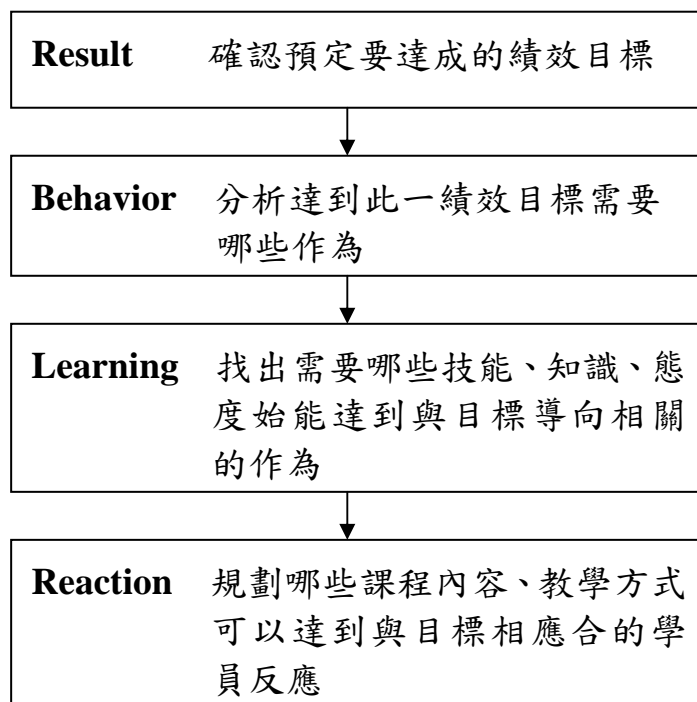 Result 確認預定要達成的績效目標
Behavior 分析達到此一績效目標需要
哪些作為
Learning 找出需要哪些技能、知識、態
度始能達到與目標導向相關
的作為
Reaction 規劃哪些課程內容、教學方式
可以達到與目標相應合的學
員反應